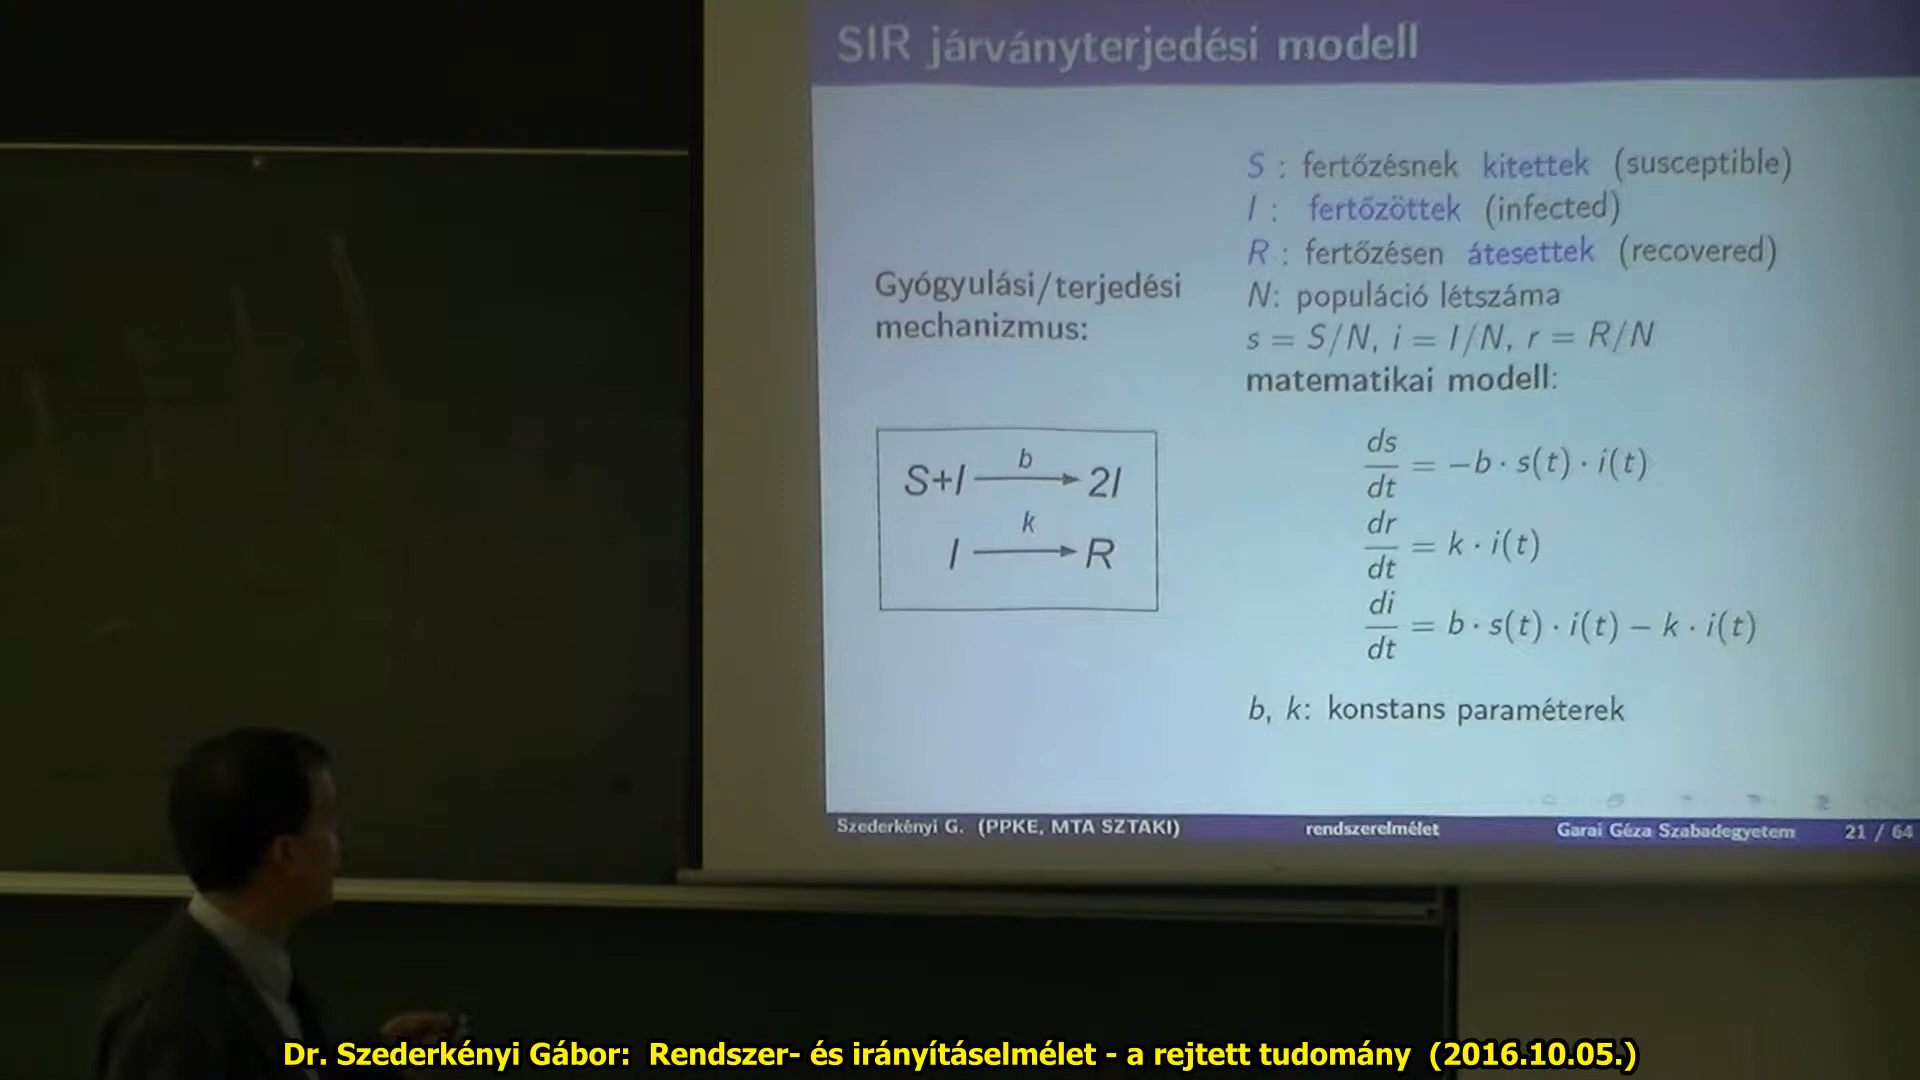 SIR járványterjedési modell
Gyógyulási/terjedési
mechanizmus:
S+I b 2I
I k R
S : fertőzésnek kitettek (susceptible)
I : fertőzöttek (infected)
R : fertőzésen átesettek (recovered)
N: populáció létszáma
s = S/N, i = I/N, r = R/N
matematikai modell:
ds/dt = −b · s(t) · i(t)
dr/dt = k · i(t)
di/dt = b · s(t) · i(t) − k · i(t)
b, k: konstans paraméterek
Szederkényi G. (PPKE, MTA SZTAKI) rendszerelmélet Garai Géza Szabadegyetem 21 / 64
Dr. Szederkényi Gábor: Rendszer- és irányításelmélet - a rejtett tudomány (2016.10.05.)